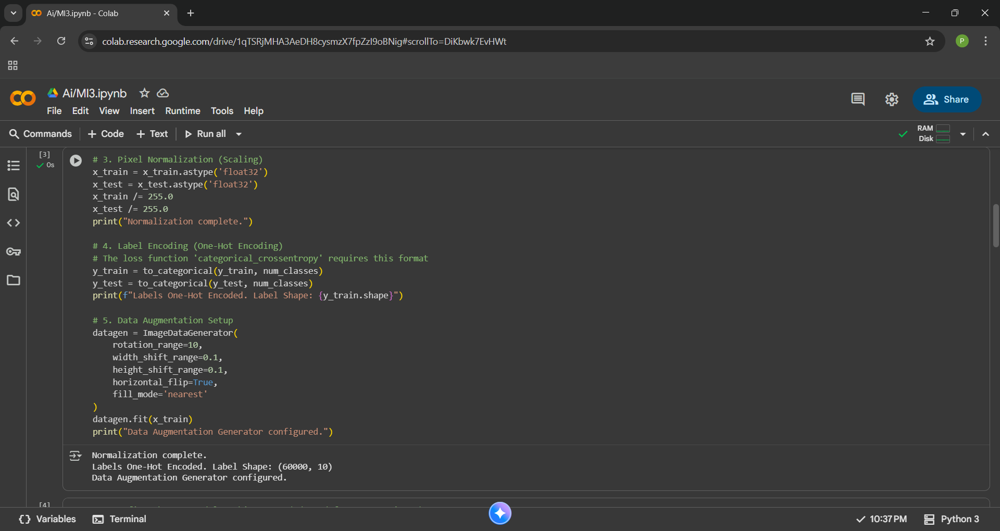 Ai/Ml3.ipynb - Colab
colab.research.google.com/drive/1qTSRjMHA3AeDH8cysmzX7fpZzI9oBNig#scrollTo=DiKbwk7EvHWt
P
Ai/Ml3.ipynb
File Edit View Insert Runtime Tools Help
Share
Commands + Code + Text Run all
RAM
Disk
[3]
0s
# 3. Pixel Normalization (Scaling)
x_train = x_train.astype('float32')
x_test = x_test.astype('float32')
x_train /= 255.0
x_test /= 255.0
print("Normalization complete.")
# 4. Label Encoding (One-Hot Encoding)
# The loss function 'categorical_crossentropy' requires this format
y_train = to_categorical(y_train, num_classes)
y_test = to_categorical(y_test, num_classes)
print(f"Labels One-Hot Encoded. Label Shape: {y_train.shape}")
# 5. Data Augmentation Setup
datagen = ImageDataGenerator(
rotation_range=10,
width_shift_range=0.1,
height_shift_range=0.1,
horizontal_flip=True,
fill_mode='nearest'
)
datagen.fit(x_train)
print("Data Augmentation Generator configured.")
Normalization complete.
Labels One-Hot Encoded. Label Shape: (60000, 10)
Data Augmentation Generator configured.
[4]
{} Variables Terminal
10:37 PM Python 3